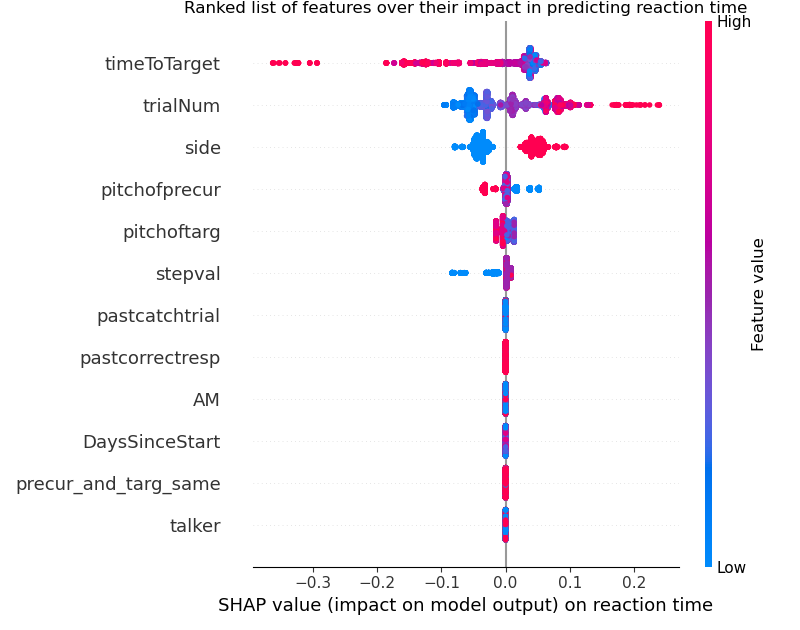 Ranked list of features over their impact in predicting reaction time
High
timeToTarget
trialNum
side
pitchofprecur
pitchoftarg
stepval
pastcatchtrial
pastcorrectresp
AM
DaysSinceStart
precur_and_targ_same
talker
Feature value
Low
−0.3 −0.2 −0.1 0.0 0.1 0.2
SHAP value (impact on model output) on reaction time